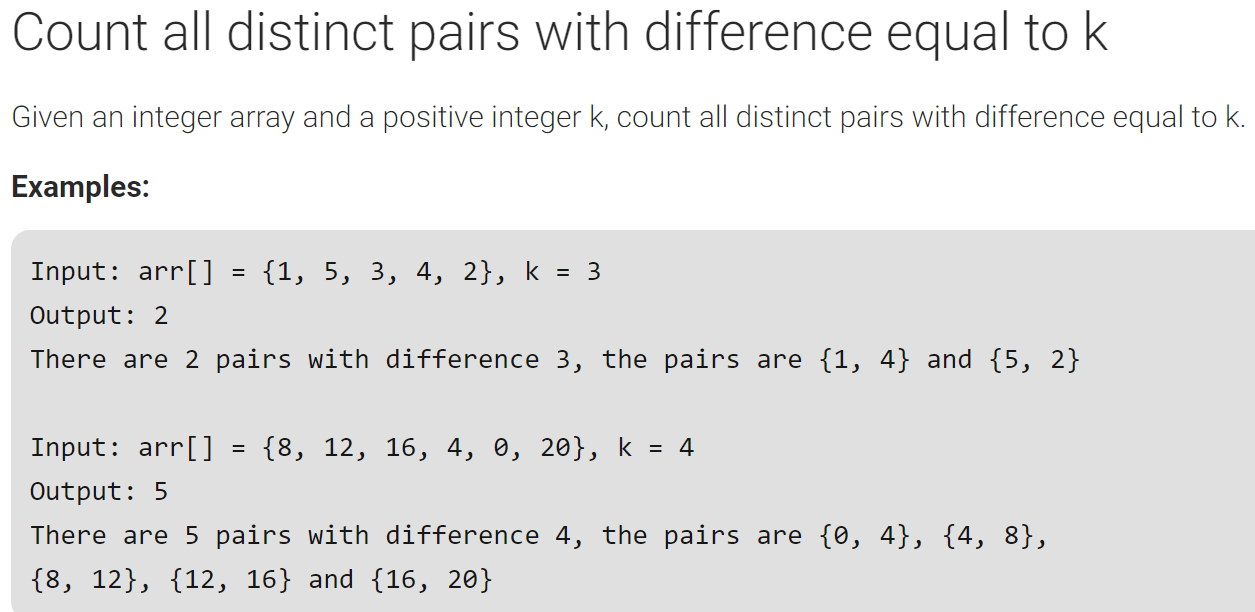 Count all distinct pairs with difference equal to k
Given an integer array and a positive integer k, count all distinct pairs with difference equal to k.
Examples:
Input: arr[] = {1, 5, 3, 4, 2}, k = 3
Output: 2
There are 2 pairs with difference 3, the pairs are {1, 4} and {5, 2}
Input: arr[] = {8, 12, 16, 4, 0, 20}, k = 4
Output: 5
There are 5 pairs with difference 4, the pairs are {0, 4}, {4, 8},
{8, 12}, {12, 16} and {16, 20}